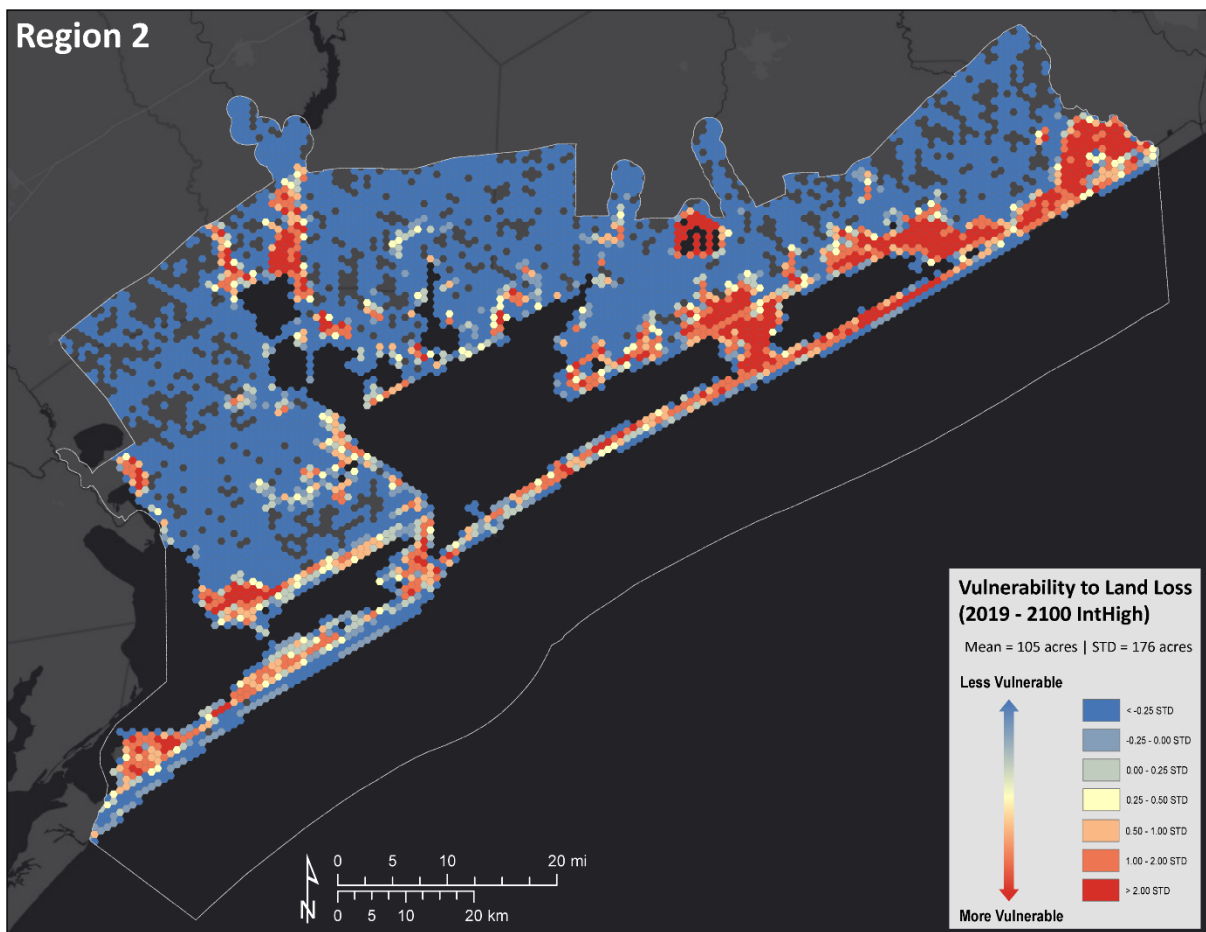 Region 2
Vulnerability to Land Loss
(2019 - 2100 IntHigh)
Mean = 105 acres | STD = 176 acres
Less Vulnerable
< -0.25 STD
-0.25 - 0.00 STD
0.00 - 0.25 STD
0.25 - 0.50 STD
0.50 - 1.00 STD
1.00 - 2.00 STD
> 2.00 STD
More Vulnerable
N
0 5 10 20 mi
0 5 10 20 km